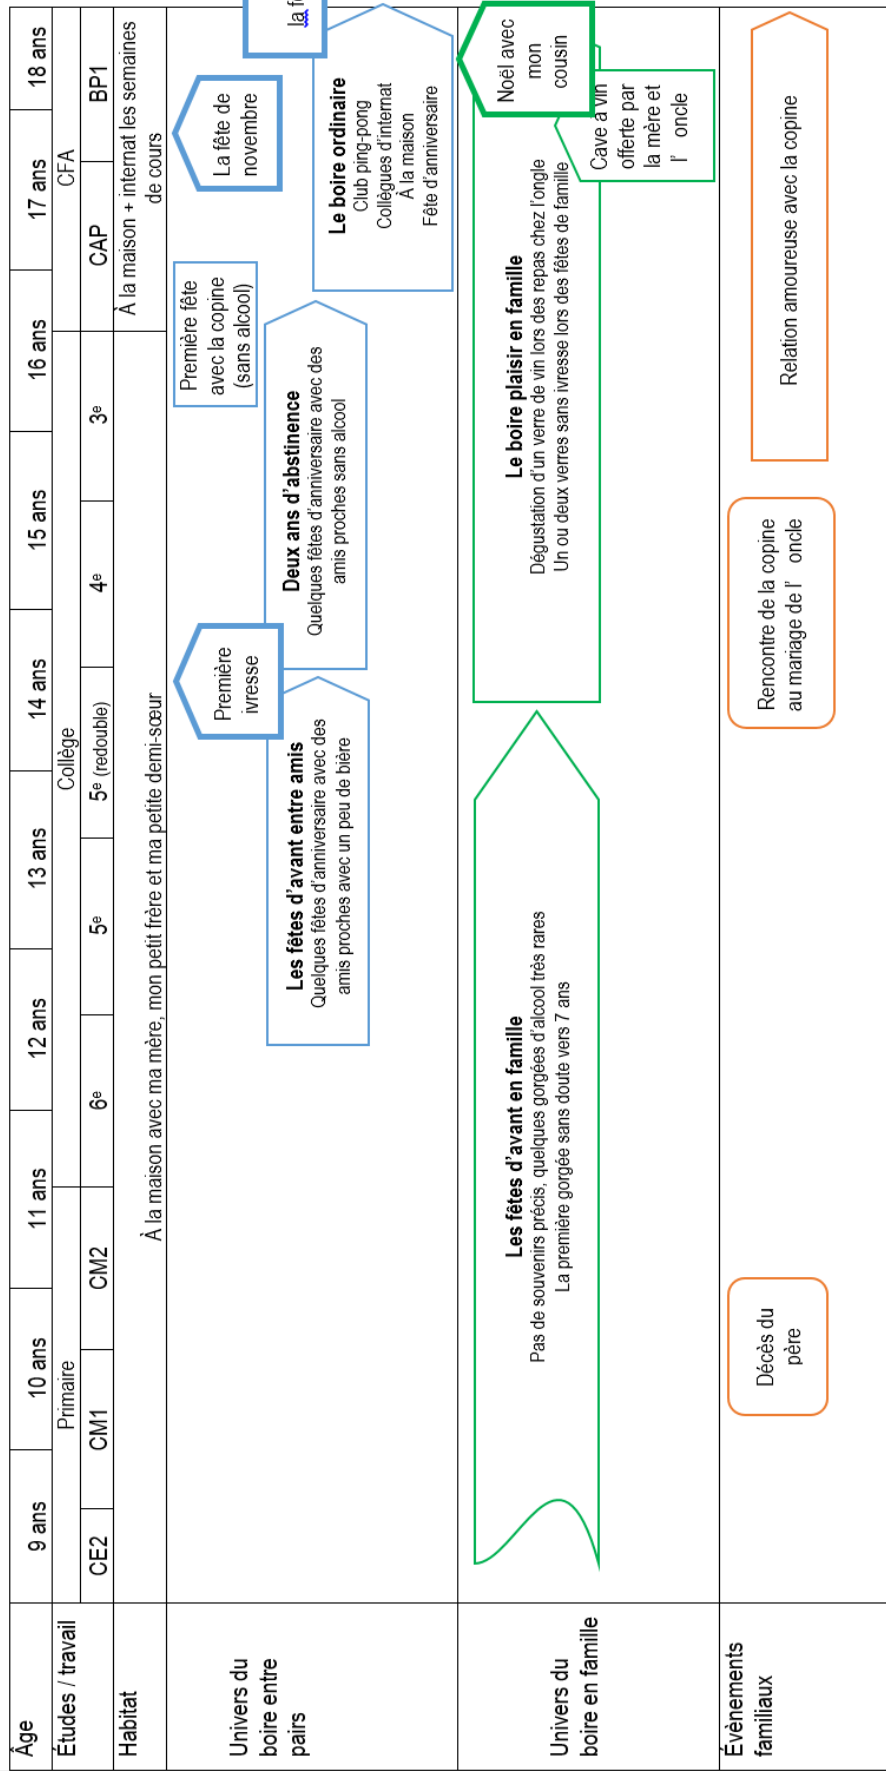 Âge
9 ans
10 ans
11 ans
12 ans
13 ans
14 ans
15 ans
16 ans
17 ans
18 ans
Études / travail
Primaire
Collège
CFA
CE2
CM1
CM2
6e
5e
5e (redouble)
4e
3e
CAP
BP1
Habitat
À la maison avec ma mère, mon petit frère et ma petite demi-sœur
À la maison + internat les semaines
de cours
Univers du
boire entre
pairs
Les fêtes d'avant entre amis
Quelques fêtes d'anniversaire avec des
amis proches avec un peu de bière
Première
ivresse
Deux ans d'abstinence
Quelques fêtes d'anniversaire avec des
amis proches sans alcool
Première fête
avec la copine
(sans alcool)
La fête de
novembre
Le boire ordinaire
Club ping-pong
Collègues d'internat
À la maison
Fête d'anniversaire
la
Univers du
boire en famille
Les fêtes d'avant en famille
Pas de souvenirs précis, quelques gorgées d'alcool très rares
La première gorgée sans doute vers 7 ans
Le boire plaisir en famille
Dégustation d'un verre de vin lors des repas chez l'ongle
Un ou deux verres sans ivresse lors des fêtes de famille
Noël avec
mon
cousin
Cave à vin
offerte par
la mère et
l' oncle
Évènements
familiaux
Décès du
père
Rencontre de la copine
au mariage de l' oncle
Relation amoureuse avec la copine